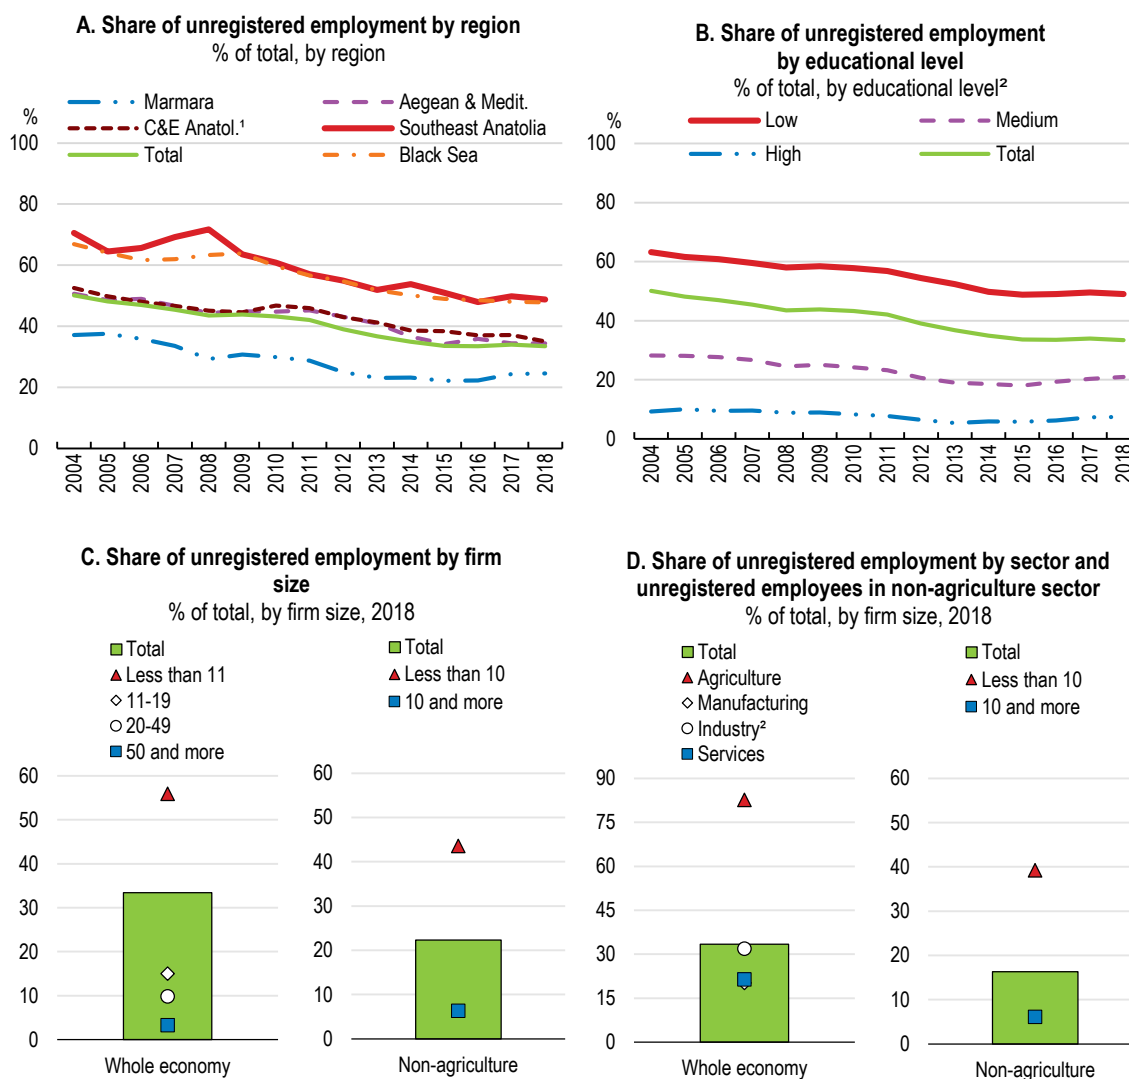 A. Share of unregistered employment by region
% of total, by region
Marmara
Aegean & Medit.
C&E Anatol.¹
Southeast Anatolia
Total
Black Sea
%
100
80
60
40
20
0
2004
2005
2006
2007
2008
2009
2010
2011
2012
2013
2014
2015
2016
2017
2018
B. Share of unregistered employment
by educational level
% of total, by educational level²
Low
Medium
High
Total
%
100
80
60
40
20
0
2004
2005
2006
2007
2008
2009
2010
2011
2012
2013
2014
2015
2016
2017
2018
C. Share of unregistered employment by firm
size
% of total, by firm size, 2018
Total
Less than 11
11-19
20-49
50 and more
60
50
40
30
20
10
0
Whole economy
Total
Less than 10
10 and more
60
50
40
30
20
10
0
Non-agriculture
D. Share of unregistered employment by sector and
unregistered employees in non-agriculture sector
% of total, by firm size, 2018
Total
Agriculture
Manufacturing
Industry²
Services
90
75
60
45
30
15
0
Whole economy
Total
Less than 10
10 and more
60
50
40
30
20
10
0
Non-agriculture